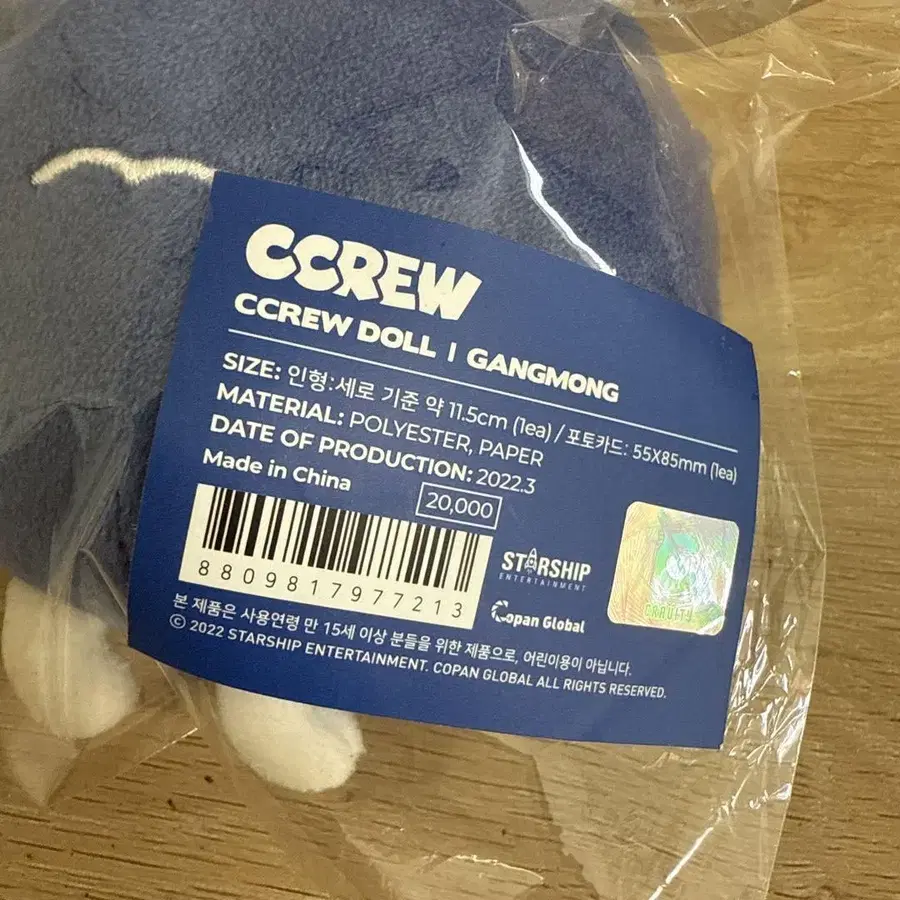 CCREW
CCREW DOLL | GANGMONG
SIZE: 인형:세로 기준 약 11.5cm (1ea) / 포토카드: 55X85mm (1ea)
MATERIAL: POLYESTER, PAPER
DATE OF PRODUCTION: 2022.3
Made in China
20,000
8809817977213
STARSHIP
ENTERTAINMENT
Copan Global
CRAVITY
본 제품은 사용연령 만 15세 이상 분들을 위한 제품으로, 어린이용이 아닙니다.
© 2022 STARSHIP ENTERTAINMENT. COPAN GLOBAL ALL RIGHTS RESERVED.